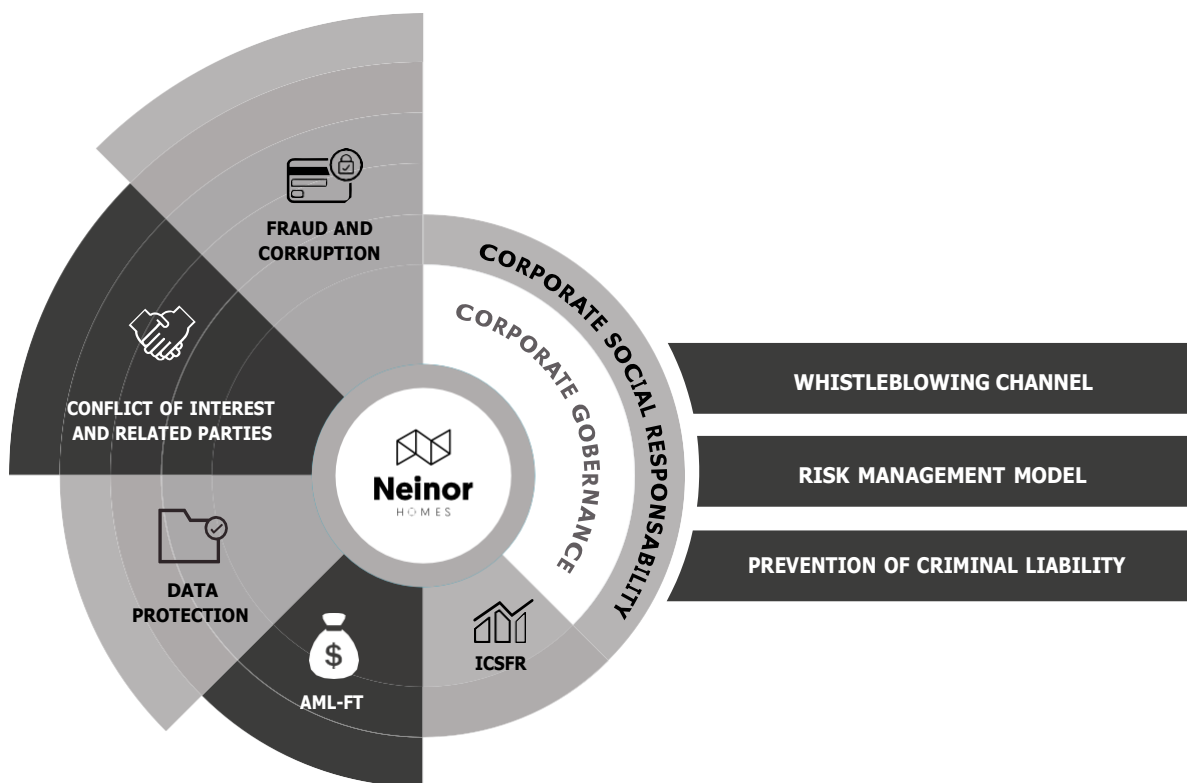 FRAUD AND
CORRUPTION
CONFLICT OF INTEREST
AND RELATED PARTIES
DATA
PROTECTION
$
AML-FT
ICSFR
Neinor
HOMES
CORPORATE GOBERNANCE
CORPORATE SOCIAL RESPONSABILITY
WHISTLEBLOWING CHANNEL
RISK MANAGEMENT MODEL
PREVENTION OF CRIMINAL LIABILITY